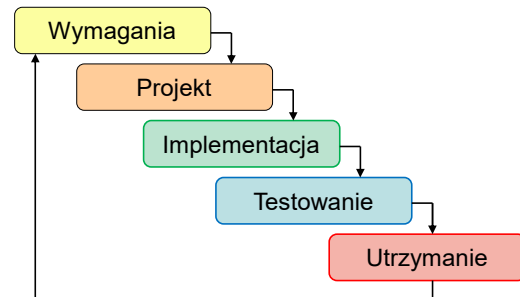 Wymagania
Projekt
Implementacja
Testowanie
Utrzymanie